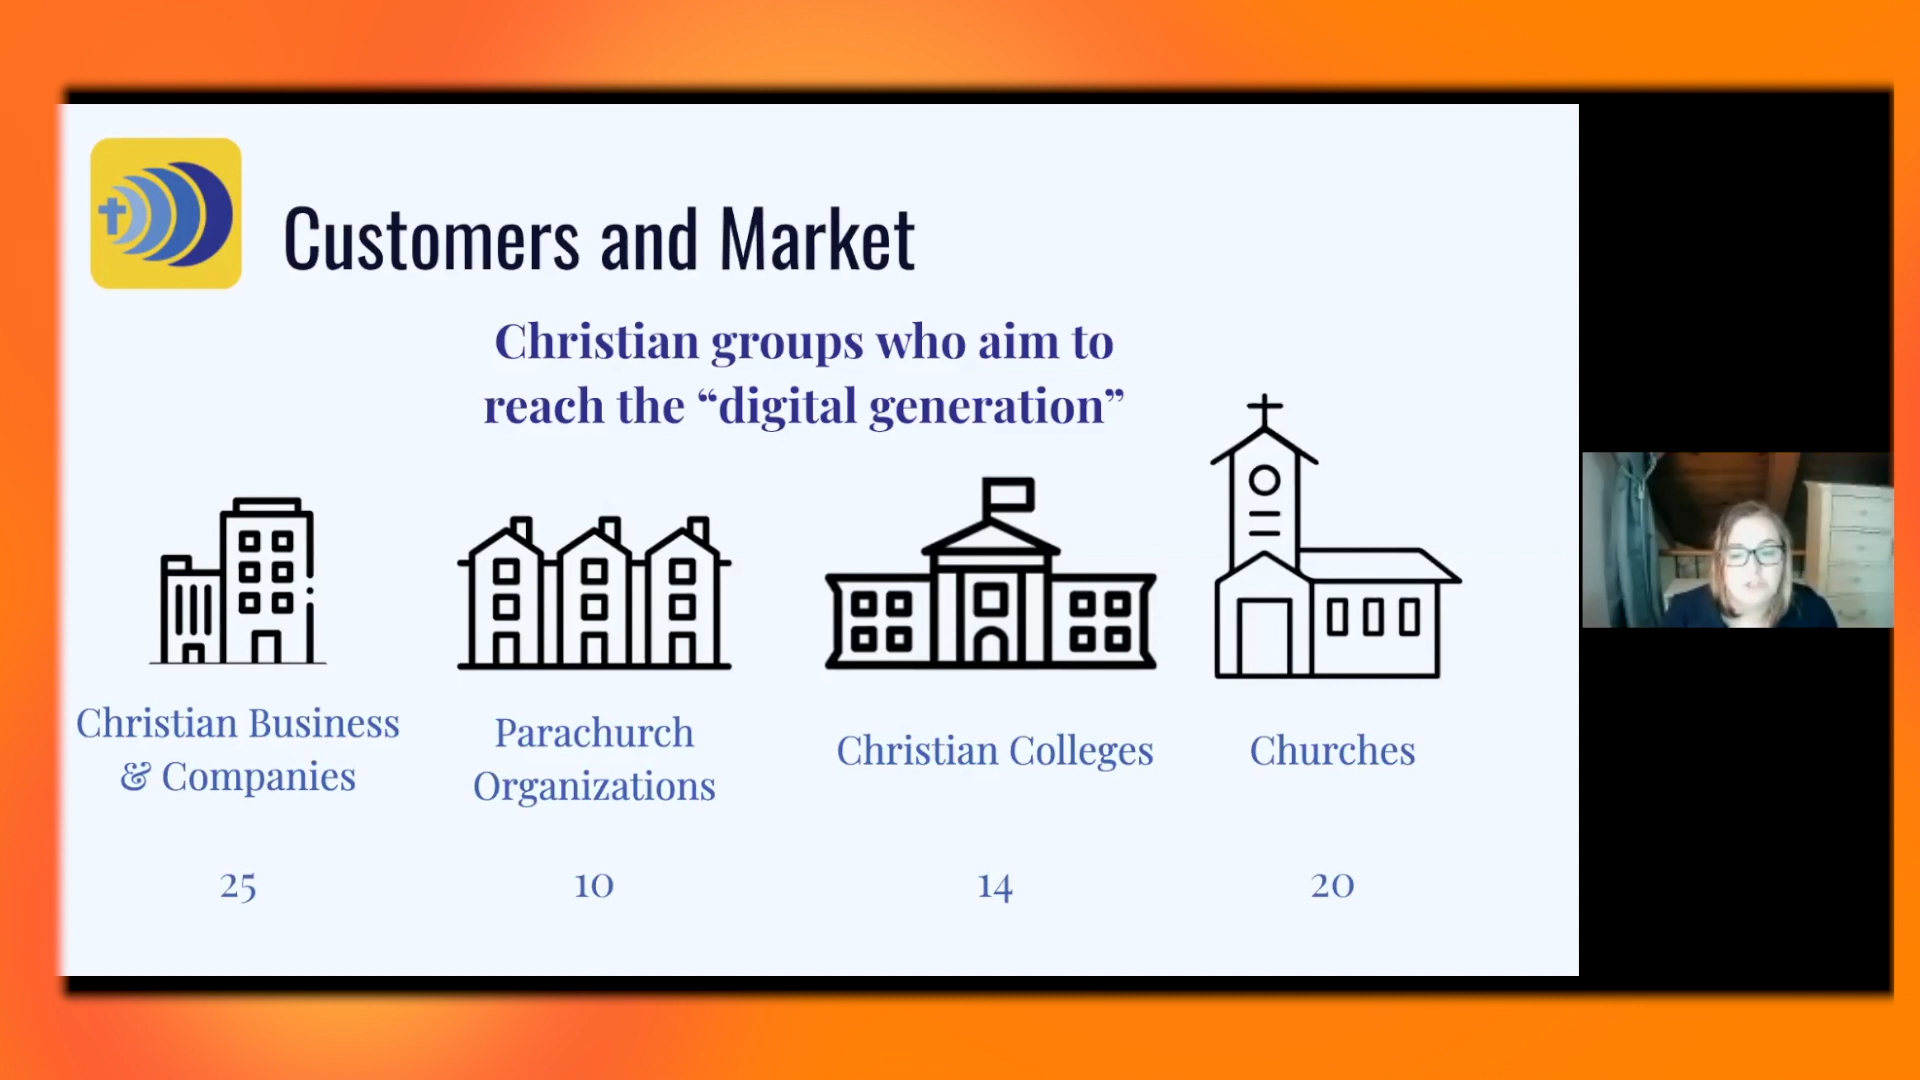 Customers and Market
Christian groups who aim to
reach the “digital generation”
Christian Business
& Companies
Parachurch
Organizations
Christian Colleges
Churches
25
10
14
20